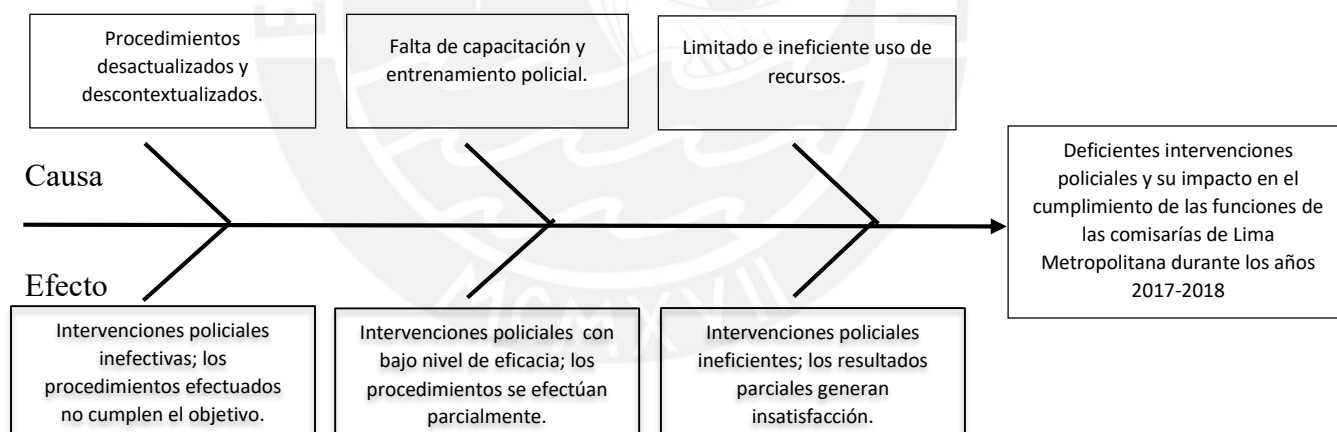 Procedimientos
desactualizados y
descontextualizados.
Falta de capacitación y
entrenamiento policial.
Limitado e ineficiente uso de
recursos.
Causa
Deficientes intervenciones
policiales y su impacto en el
cumplimiento de las funciones de
las comisarías de Lima
Metropolitana durante los años
2017-2018
Efecto
Intervenciones policiales
inefectivas; los
procedimientos efectuados
no cumplen el objetivo.
Intervenciones policiales con
bajo nivel de eficacia; los
procedimientos se efectúan
parcialmente.
Intervenciones policiales
ineficientes; los resultados
parciales generan
insatisfacción.
MCMXVII